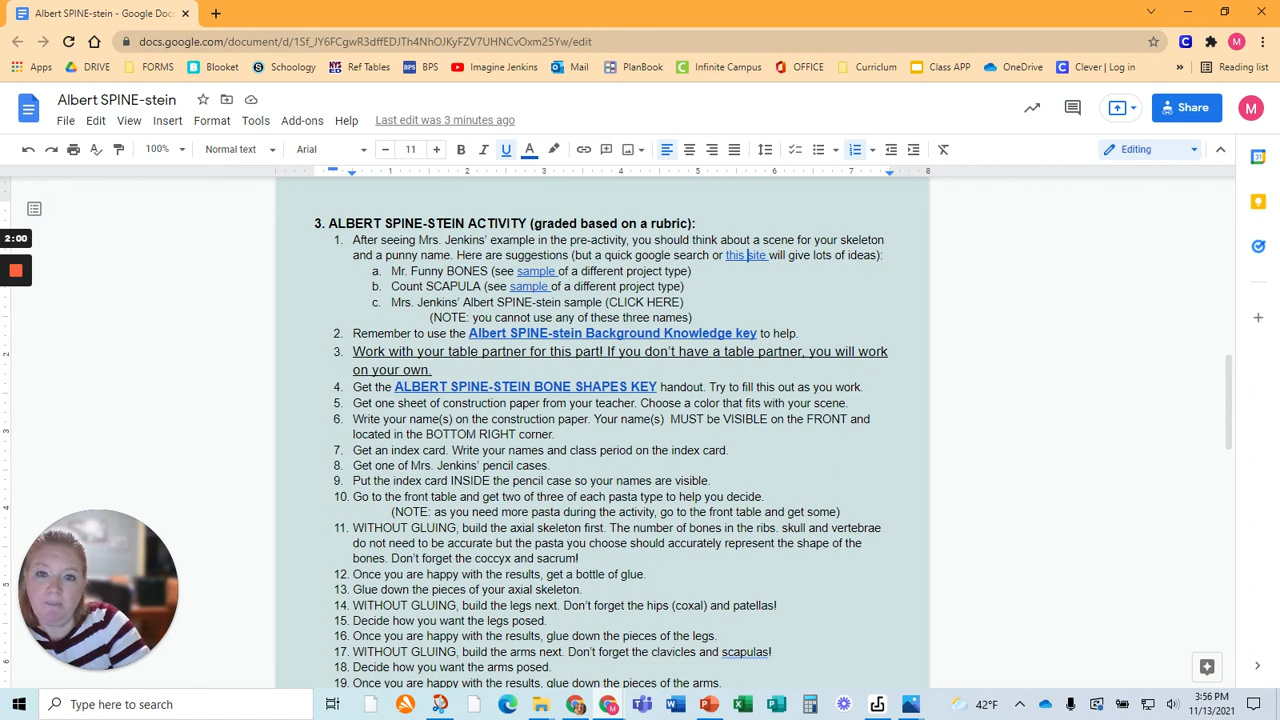 Albert SPINE-stein - Google Docs
docs.google.com/document/d/1Sf_JY6FCgwR3dffEDJTh4NhOJKyFZV7UHNCvOxm25Yw/edit
M
Apps DRIVE FORMS Blooket Schoology Ref Tables BPS BPS Imagine Jenkins Mail PlanBook Infinite Campus OFFICE Curriclum Class APP OneDrive Clever | Log in Reading list
Albert SPINE-stein
Share
M
File Edit View Insert Format Tools Add-ons Help Last edit was 3 minutes ago
100% Normal text Arial 11 B I U A Editing
1 2 3 4 5 6 7 8
2:00
3. ALBERT SPINE-STEIN ACTIVITY (graded based on a rubric):
1. After seeing Mrs. Jenkins' example in the pre-activity, you should think about a scene for your skeleton
and a punny name. Here are suggestions (but a quick google search or this site will give lots of ideas):
a. Mr. Funny BONES (see sample of a different project type)
b. Count SCAPULA (see sample of a different project type)
c. Mrs. Jenkins' Albert SPINE-stein sample (CLICK HERE)
(NOTE: you cannot use any of these three names)
2. Remember to use the Albert SPINE-stein Background Knowledge key to help.
3. Work with your table partner for this part! If you don't have a table partner, you will work
on your own.
4. Get the ALBERT SPINE-STEIN BONE SHAPES KEY handout. Try to fill this out as you work.
5. Get one sheet of construction paper from your teacher. Choose a color that fits with your scene.
6. Write your name(s) on the construction paper. Your name(s) MUST be VISIBLE on the FRONT and
located in the BOTTOM RIGHT corner.
7. Get an index card. Write your names and class period on the index card.
8. Get one of Mrs. Jenkins' pencil cases.
9. Put the index card INSIDE the pencil case so your names are visible.
10. Go to the front table and get two of three of each pasta type to help you decide.
(NOTE: as you need more pasta during the activity, go to the front table and get some)
11. WITHOUT GLUING, build the axial skeleton first. The number of bones in the ribs. skull and vertebrae
do not need to be accurate but the pasta you choose should accurately represent the shape of the
bones. Don't forget the coccyx and sacrum!
12. Once you are happy with the results, get a bottle of glue.
13. Glue down the pieces of your axial skeleton.
14. WITHOUT GLUING, build the legs next. Don't forget the hips (coxal) and patellas!
15. Decide how you want the legs posed.
16. Once you are happy with the results, glue down the pieces of the legs.
17. WITHOUT GLUING, build the arms next. Don't forget the clavicles and scapulas!
18. Decide how you want the arms posed.
19. Once you are happy with the results, glue down the pieces of the arms.
Type here to search
42°F
3:56 PM
11/13/2021